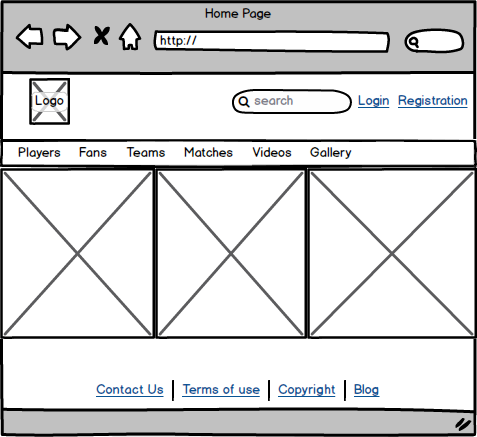 Home Page
http://
Logo
search
Login Registration
Players Fans Teams Matches Videos Gallery
Contact Us Terms of use Copyright Blog